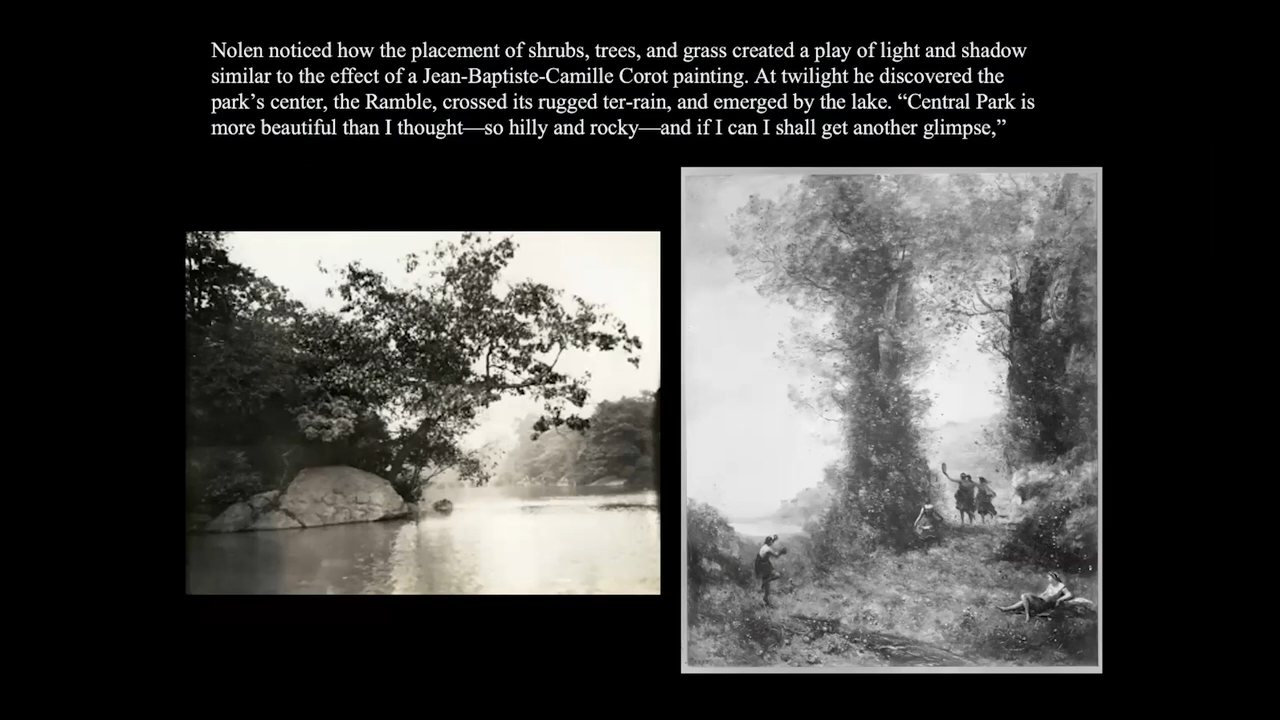 Nolen noticed how the placement of shrubs, trees, and grass created a play of light and shadow
similar to the effect of a Jean-Baptiste-Camille Corot painting. At twilight he discovered the
park’s center, the Ramble, crossed its rugged ter-rain, and emerged by the lake. “Central Park is
more beautiful than I thought—so hilly and rocky—and if I can I shall get another glimpse,”